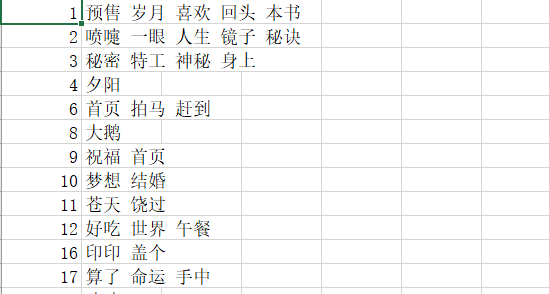 1 预售 岁月 喜欢 回头 本书
2 喷嚏 一眼 人生 镜子 秘诀
3 秘密 特工 神秘 身上
4 夕阳
6 首页 拍马 赶到
8 大鹅
9 祝福 首页
10 梦想 结婚
11 苍天 饶过
12 好吃 世界 午餐
16 印印 盖个
17 算了 命运 手中